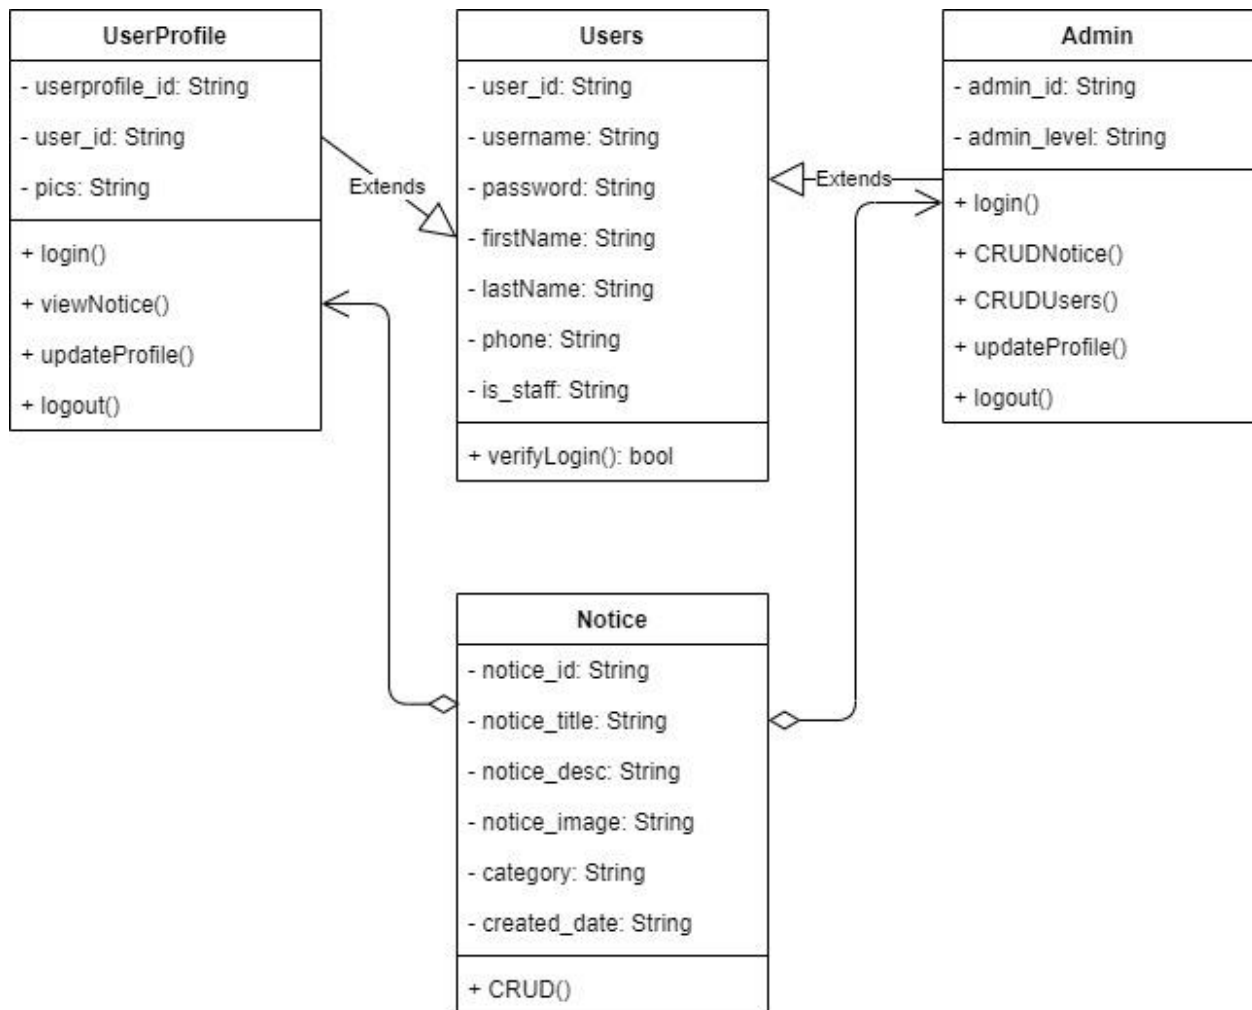 UserProfile
- userprofile_id: String
- user_id: String
- pics: String
+ login()
+ viewNotice()
+ updateProfile()
+ logout()
Extends
Users
- user_id: String
- username: String
- password: String
- firstName: String
- lastName: String
- phone: String
- is_staff: String
+ verifyLogin(): bool
Extends
Admin
- admin_id: String
- admin_level: String
+ login()
+ CRUDNotice()
+ CRUDUsers()
+ updateProfile()
+ logout()
Notice
- notice_id: String
- notice_title: String
- notice_desc: String
- notice_image: String
- category: String
- created_date: String
+ CRUD()